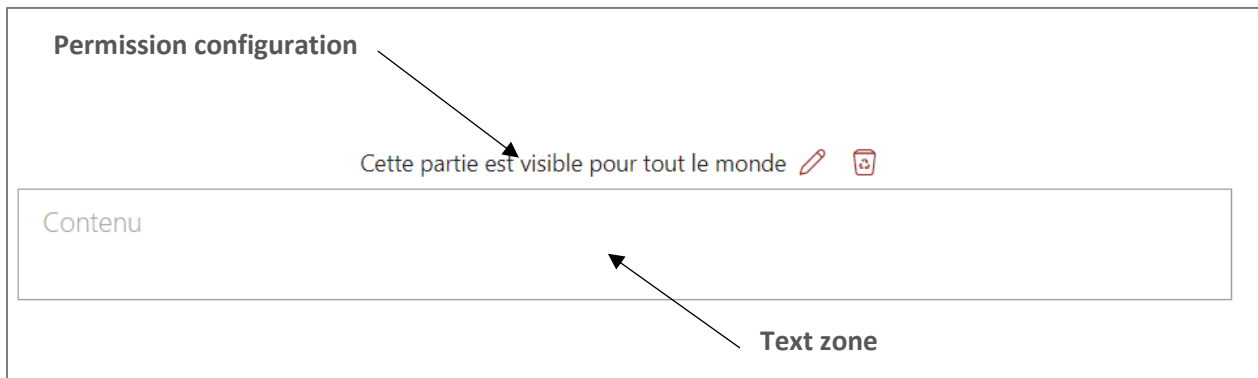 Permission configuration
Cette partie est visible pour tout le monde
Contenu
Text zone